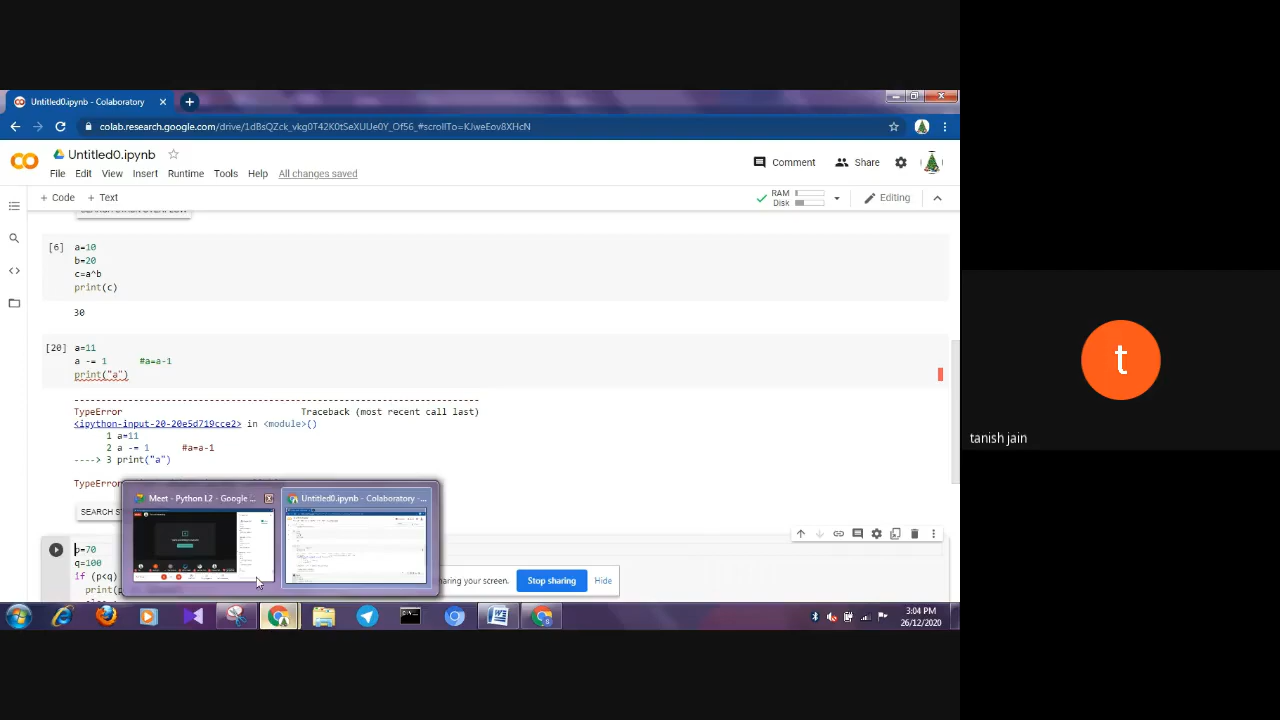 Untitled0.ipynb - Colaboratory
colab.research.google.com/drive/1dBsQZck_vkg0T42K0tSeXUUe0Y_Of56_#scrollTo=KJweEov8XHcN
Untitled0.ipynb
Comment
Share
File Edit View Insert Runtime Tools Help All changes saved
+ Code + Text
RAM
Disk
Editing
[6] a=10
b=20
c=a^b
print(c)
30
[20] a=11
a -= 1 #a=a-1
print("a")
TypeError Traceback (most recent call last)
<ipython-input-20-20e5d719cce2> in <module>()
1 a=11
2 a -= 1 #a=a-1
----> 3 print("a")
TypeError
SEARCH
Meet - Python L2 - Google ...
Untitled0.ipynb - Colaboratory -...
p=70
q=100
if (p<q)
print(p
sharing your screen.
Stop sharing
Hide
3:04 PM
26/12/2020
t
tanish jain